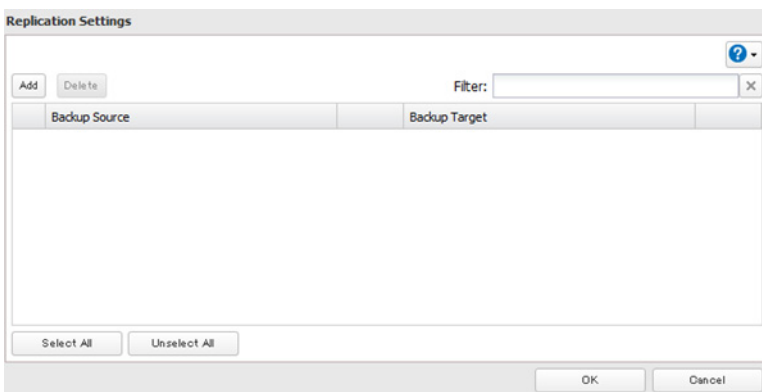 Replication Settings
?
Add Delete Filter:
Backup Source Backup Target
Select All Unselect All
OK Cancel